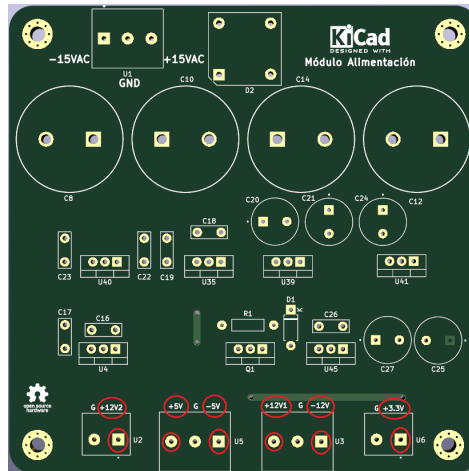 KiCad
DESIGNED WITH
Módulo Alimentación
-15VAC
+15VAC
U1
GND
D2
C10
C14
C8
C12
C20
C21
C24
C18
C23
U40
C22
C19
U35
U39
U41
C17
C16
U4
R1
D1
K
C26
Q1
U45
C27
C25
open source
hardware
G +12V2
+5V G -5V
+12V1 G -12V
G +3.3V
U2
U5
U3
U6